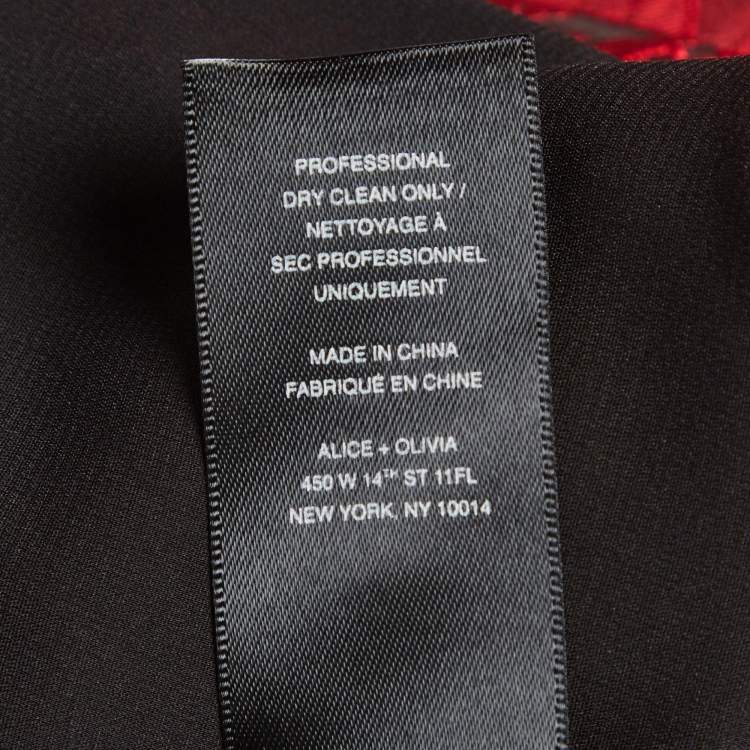 PROFESSIONAL
DRY CLEAN ONLY /
NETTOYAGE À
SEC PROFESSIONNEL
UNIQUEMENT
MADE IN CHINA
FABRIQUÉ EN CHINE
ALICE + OLIVIA
450 W 14TH ST 11FL
NEW YORK, NY 10014